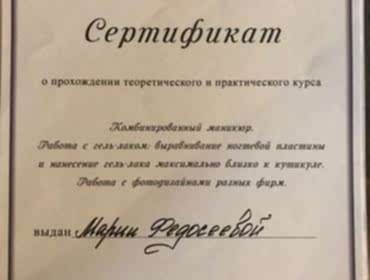 Сертификат
о прохождении теоретического и практического курса
Комбинированный маникюр.
Работа с гель-лаком: выравнивание ногтевой пластины
и нанесение гель-лака максимально близко к кутикуле.
Работа с фотодизайнами разных фирм.
выдан Марии Федосеевой